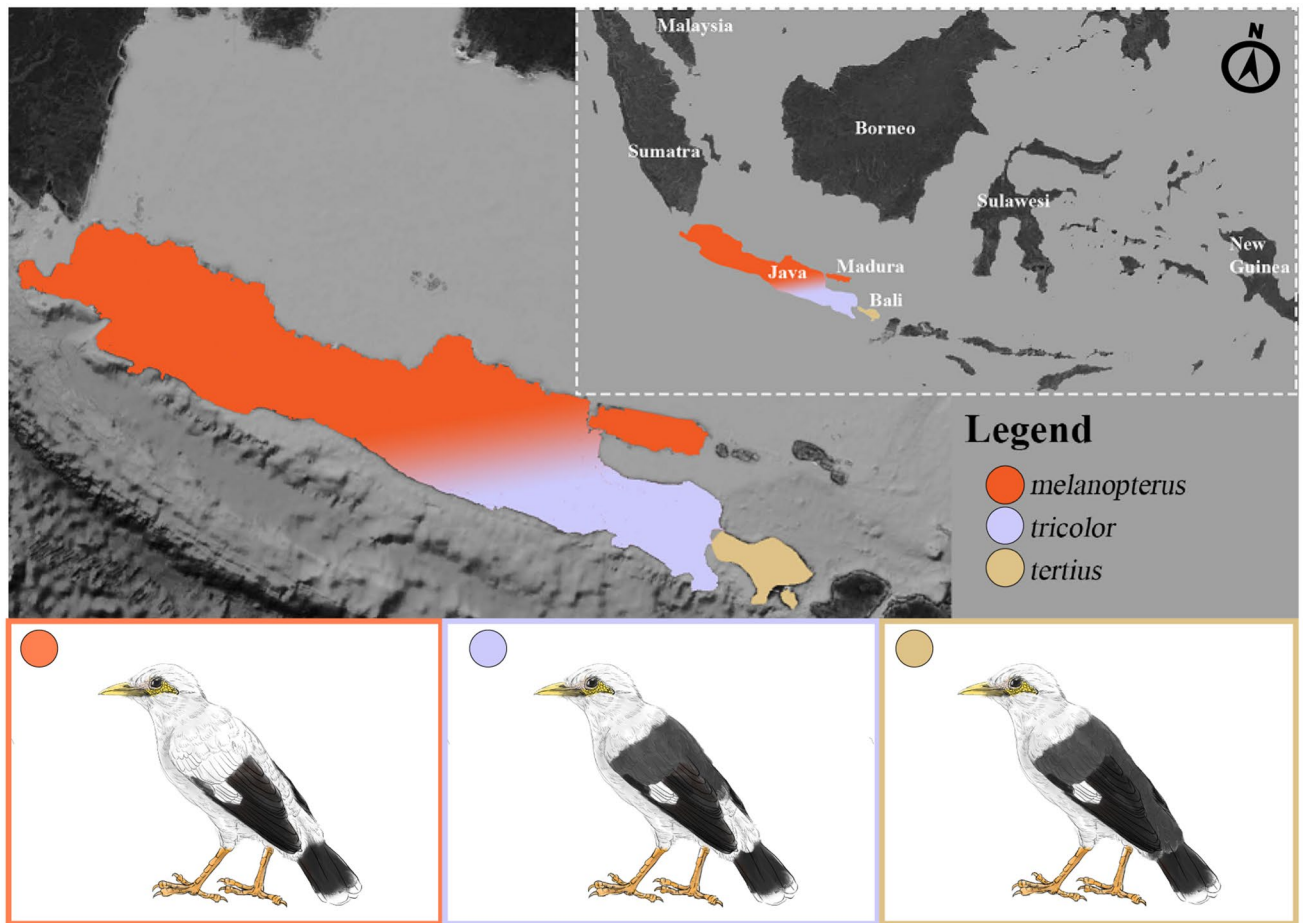 N
Malaysia
Borneo
Sumatra
Sulawesi
New
Guinea
Java
Madura
Bali
Legend
melanopterus
tricolor
tertius